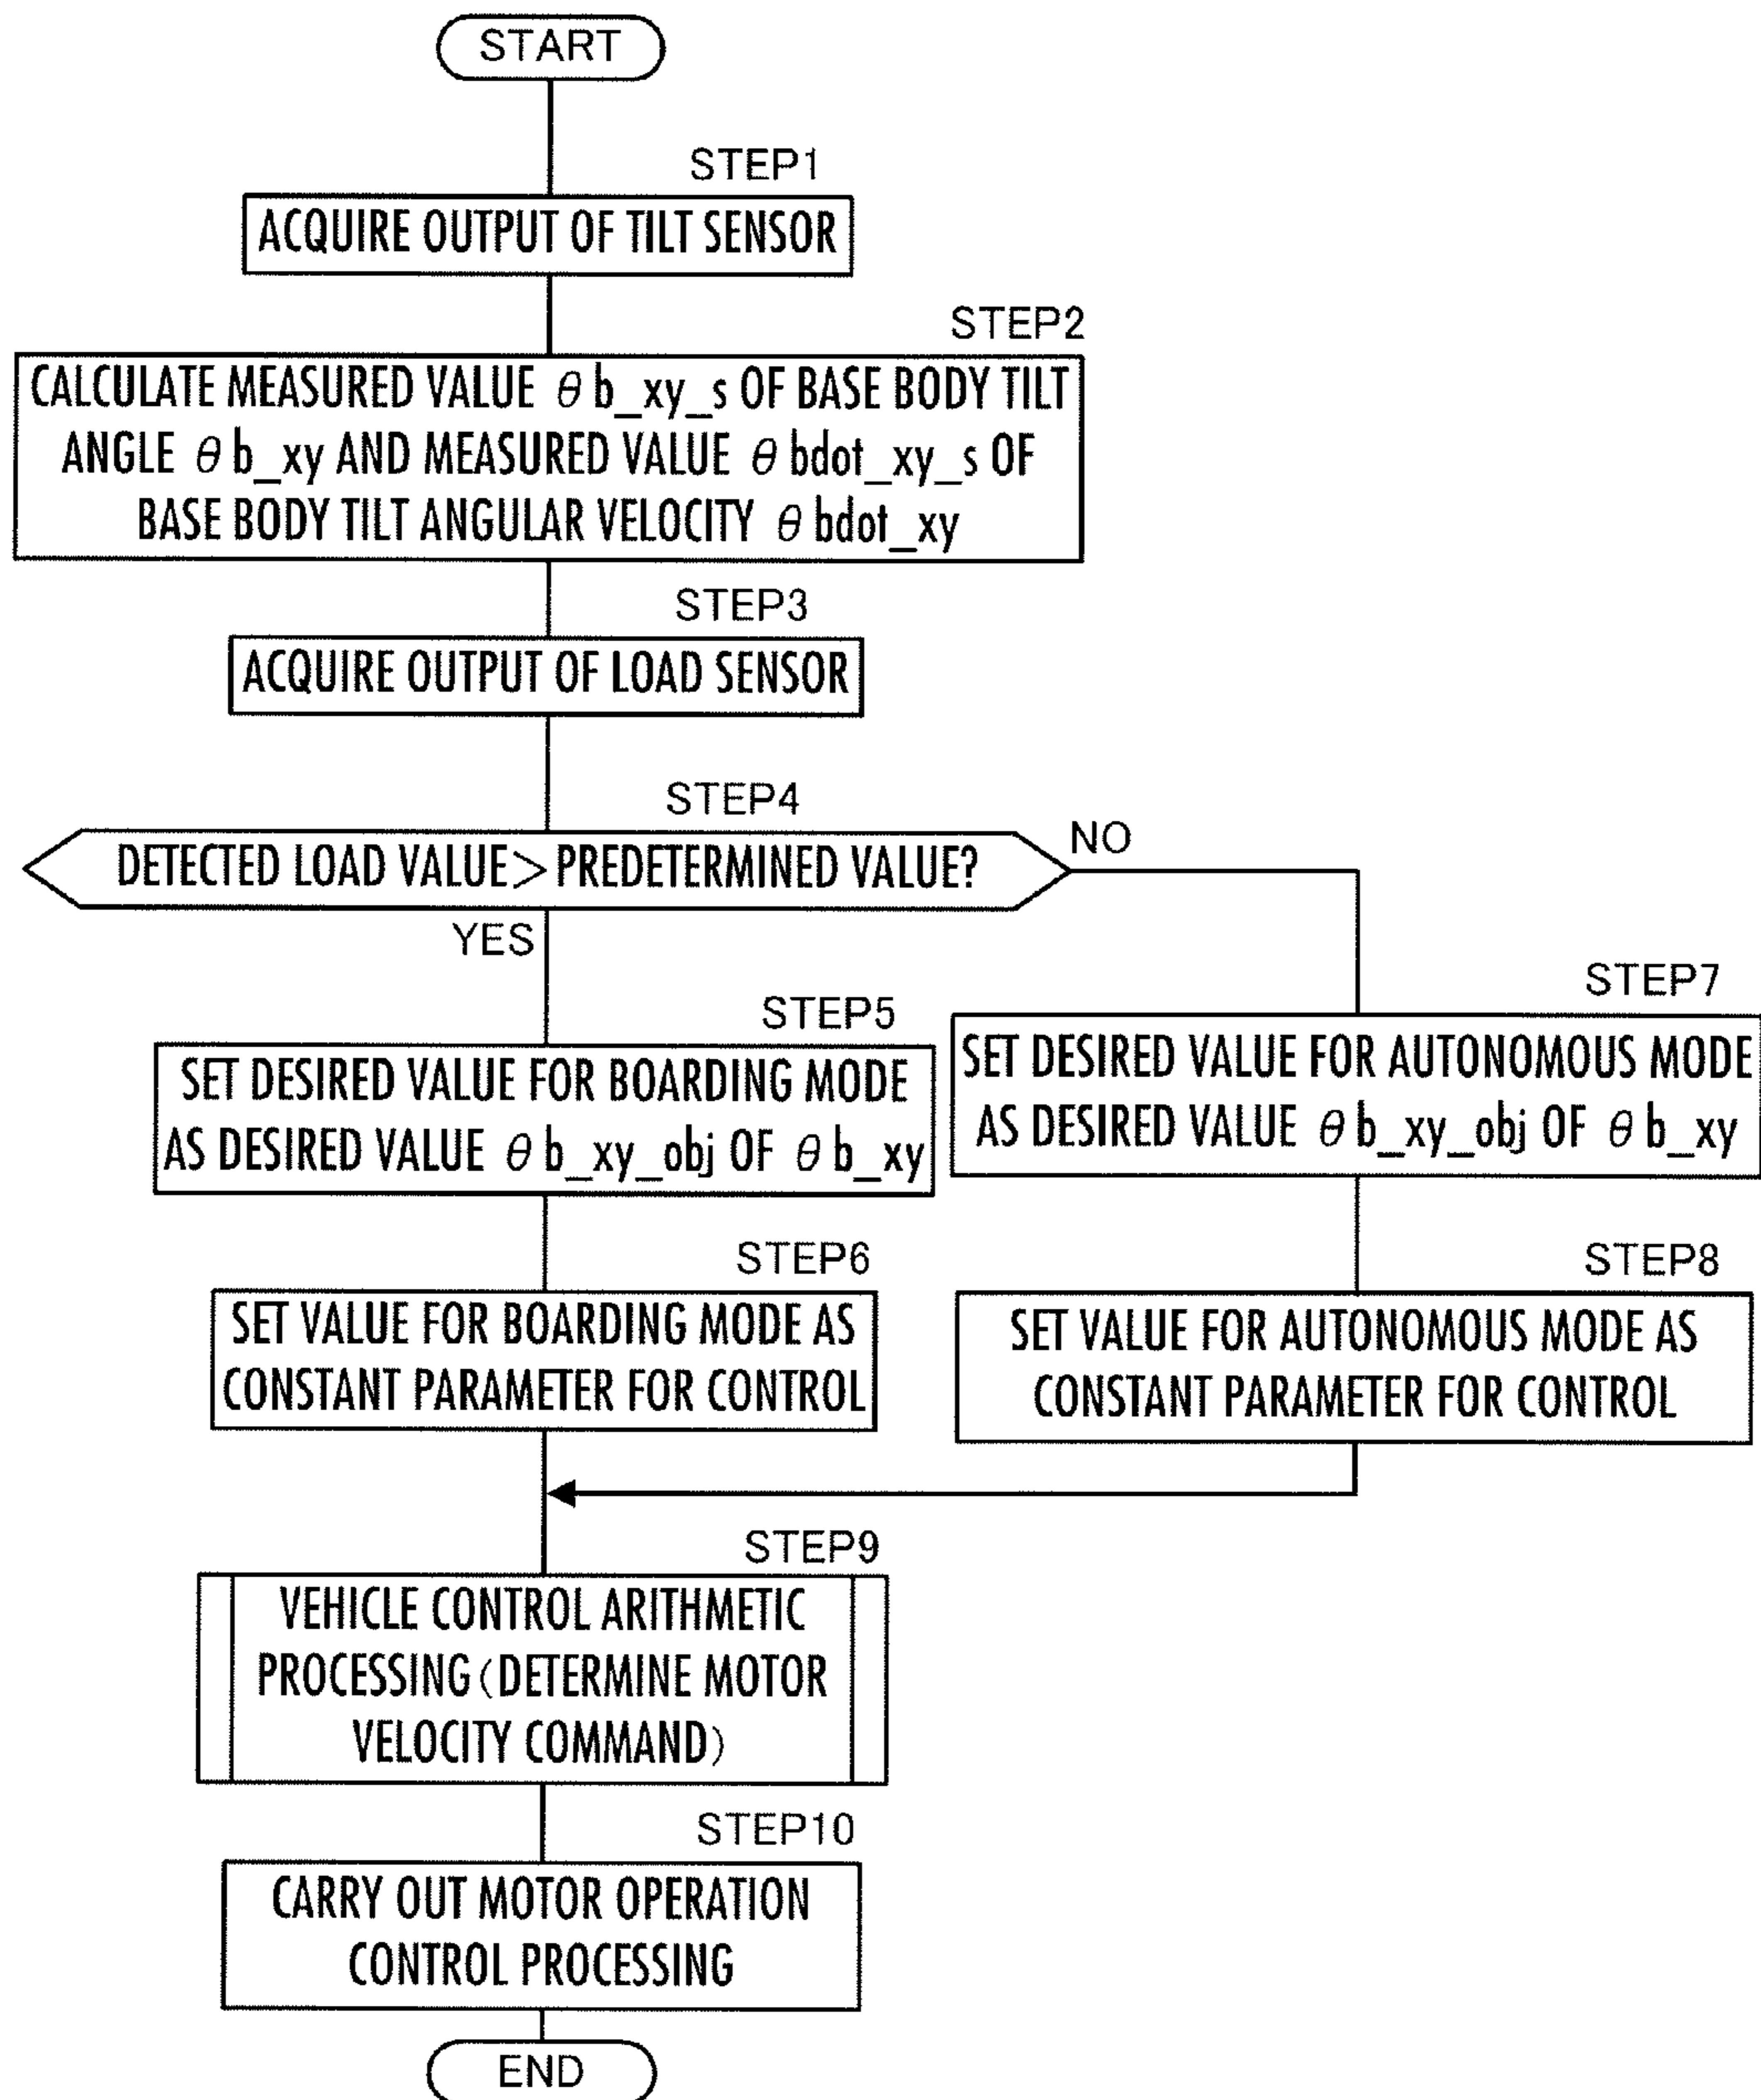 START
STEP1
ACQUIRE OUTPUT OF TILT SENSOR
STEP2
CALCULATE MEASURED VALUE θb_xy_s OF BASE BODY TILT
ANGLE θb_xy AND MEASURED VALUE θbdot_xy_s OF
BASE BODY TILT ANGULAR VELOCITY θbdot_xy
STEP3
ACQUIRE OUTPUT OF LOAD SENSOR
STEP4
DETECTED LOAD VALUE>PREDETERMINED VALUE?
NO
YES
STEP5
SET DESIRED VALUE FOR BOARDING MODE
AS DESIRED VALUE θb_xy_obj OF θb_xy
STEP7
SET DESIRED VALUE FOR AUTONOMOUS MODE
AS DESIRED VALUE θb_xy_obj OF θb_xy
STEP6
SET VALUE FOR BOARDING MODE AS
CONSTANT PARAMETER FOR CONTROL
STEP8
SET VALUE FOR AUTONOMOUS MODE AS
CONSTANT PARAMETER FOR CONTROL
STEP9
VEHICLE CONTROL ARITHMETIC
PROCESSING(DETERMINE MOTOR
VELOCITY COMMAND)
STEP10
CARRY OUT MOTOR OPERATION
CONTROL PROCESSING
END